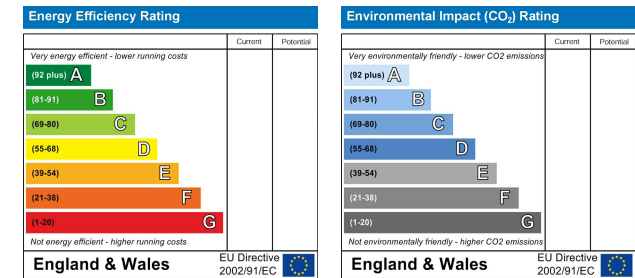 Energy Efficiency Rating
Current Potential
Very energy efficient - lower running costs
(92 plus) A
(81-91) B
(69-80) C
(55-68) D
(39-54) E
(21-38) F
(1-20) G
Not energy efficient - higher running costs
England & Wales
EU Directive
2002/91/EC
Environmental Impact (CO₂) Rating
Current Potential
Very environmentally friendly - lower CO2 emissions
(92 plus) A
(81-91) B
(69-80) C
(55-68) D
(39-54) E
(21-38) F
(1-20) G
Not environmentally friendly - higher CO2 emissions
England & Wales
EU Directive
2002/91/EC